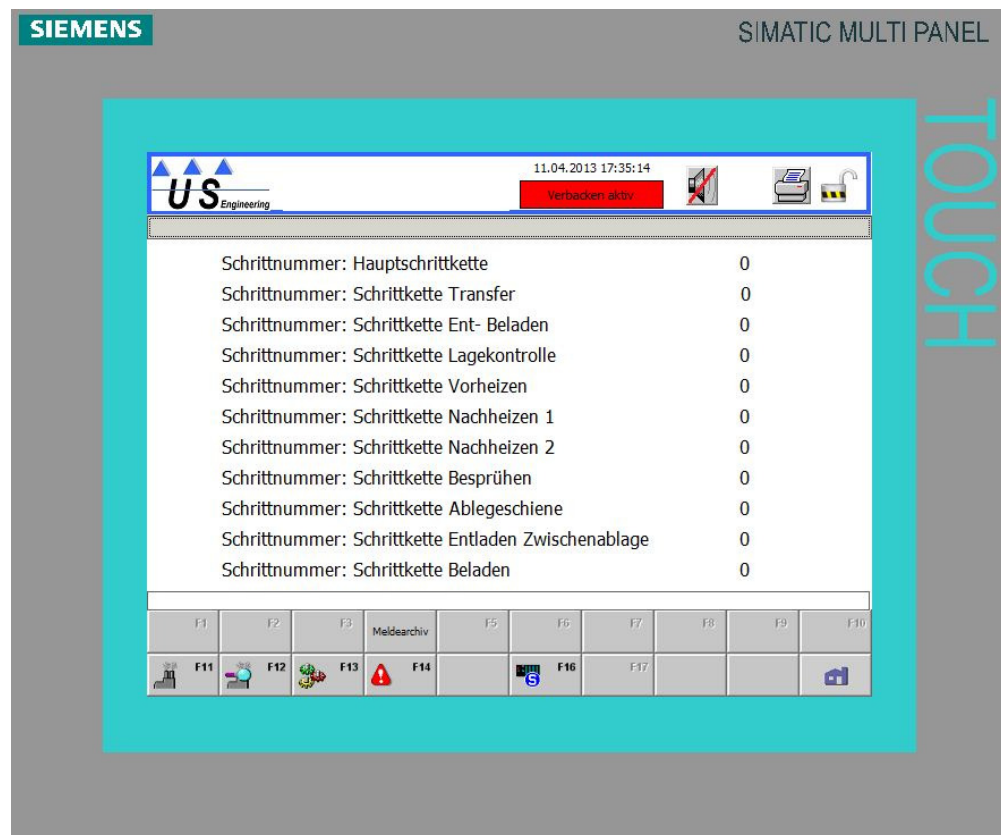 SIEMENS
SIMATIC MULTI PANEL
TOUCH
US Engineering
11.04.2013 17:35:14
Verbacken aktiv
Schrittnummer: Hauptschrittkette 0
Schrittnummer: Schrittkette Transfer 0
Schrittnummer: Schrittkette Ent- Beladen 0
Schrittnummer: Schrittkette Lagekontrolle 0
Schrittnummer: Schrittkette Vorheizen 0
Schrittnummer: Schrittkette Nachheizen 1 0
Schrittnummer: Schrittkette Nachheizen 2 0
Schrittnummer: Schrittkette Besprühen 0
Schrittnummer: Schrittkette Ablegeschiene 0
Schrittnummer: Schrittkette Entladen Zwischenablage 0
Schrittnummer: Schrittkette Beladen 0
F1 F2 F3 Meldearchiv F5 F6 F7 F8 F9 F10
F11 F12 F13 F14 S F16 F17